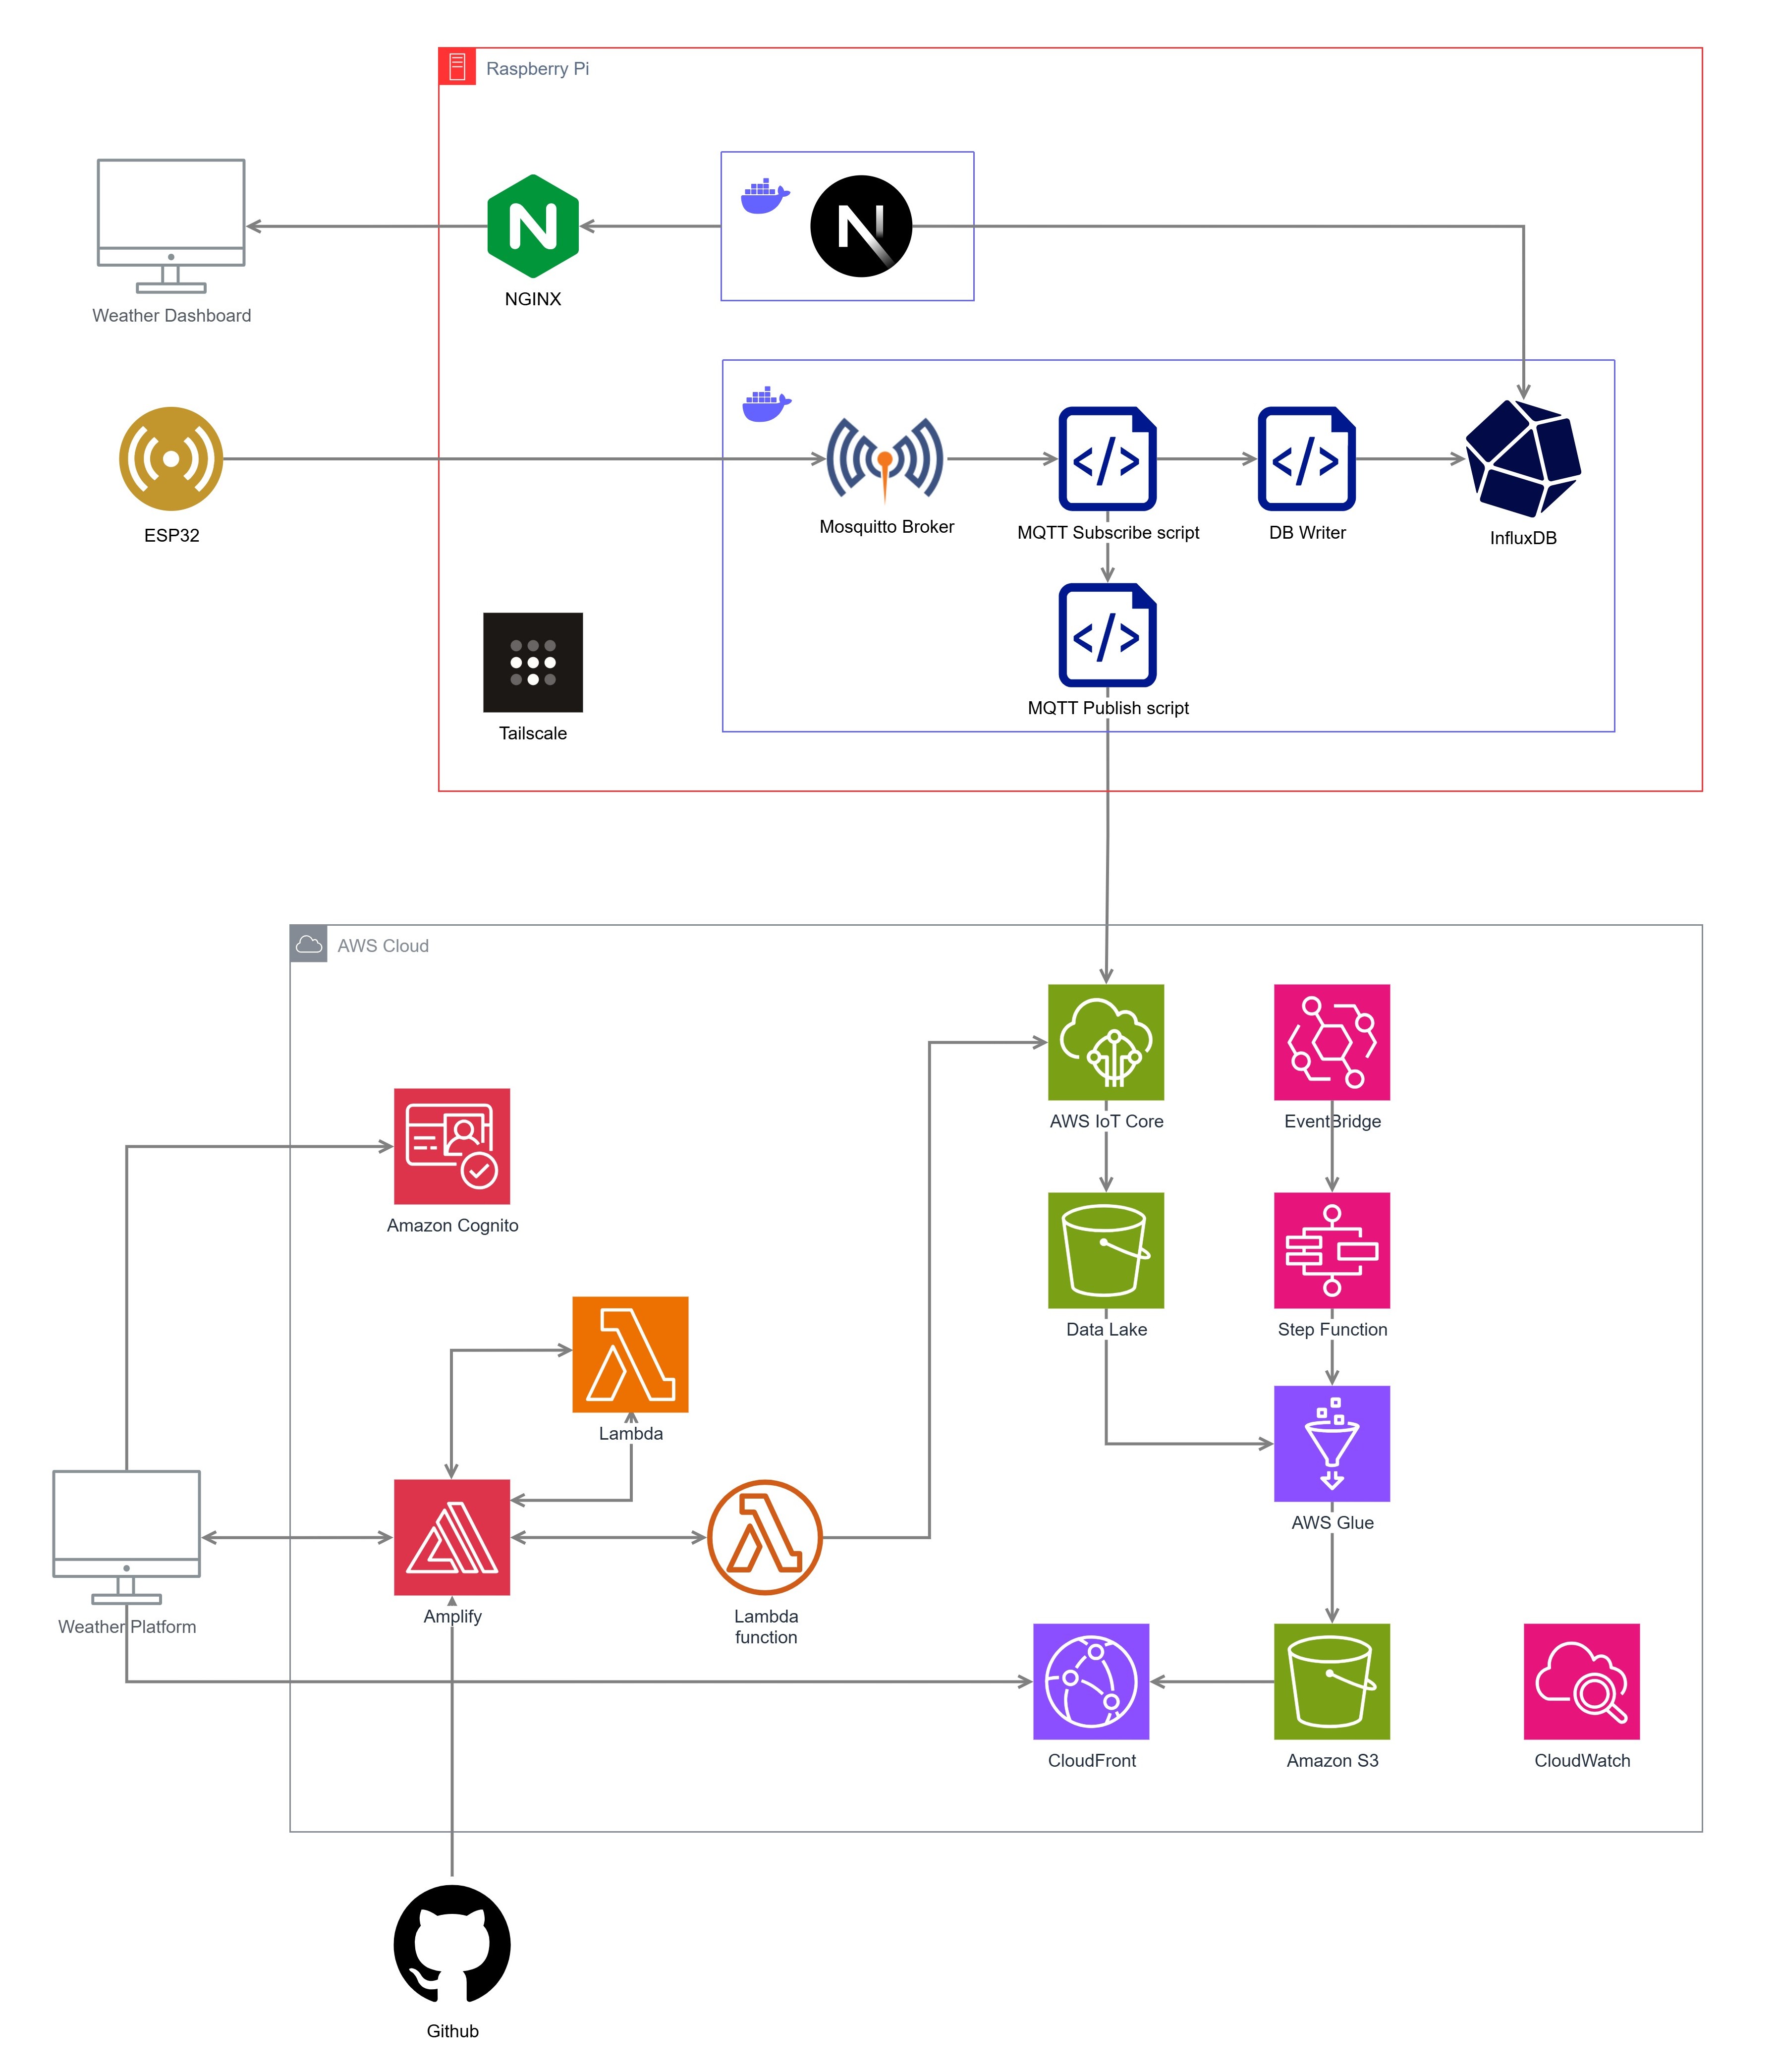 Raspberry Pi
Weather Dashboard
NGINX
ESP32
Mosquitto Broker
MQTT Subscribe script
DB Writer
InfluxDB
Tailscale
MQTT Publish script
AWS Cloud
AWS IoT Core
EventBridge
Amazon Cognito
Data Lake
Step Function
Lambda
AWS Glue
Weather Platform
Amplify
Lambda
function
CloudFront
Amazon S3
CloudWatch
Github